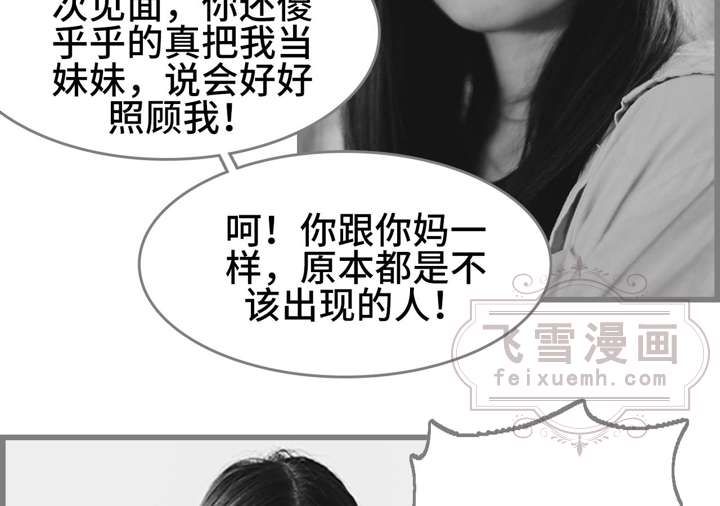 次见面，你还傻
乎乎的真把我当
妹妹，说会好好
照顾我！
呵！你跟你妈一
样，原本都是不
该出现的人！
飞雪漫画
feixuemh.com